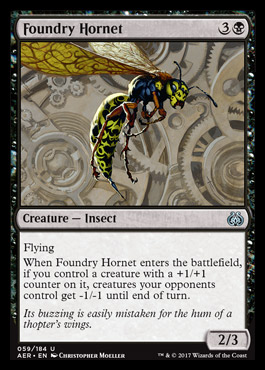 Foundry Hornet 3
Creature — Insect
Flying
When Foundry Hornet enters the battlefield,
if you control a creature with a +1/+1
counter on it, creatures your opponents
control get -1/-1 until end of turn.
Its buzzing is easily mistaken for the hum of a
thopter's wings.
2/3
059/184 U
AER • EN Christopher Moeller ™ & © 2017 Wizards of the Coast